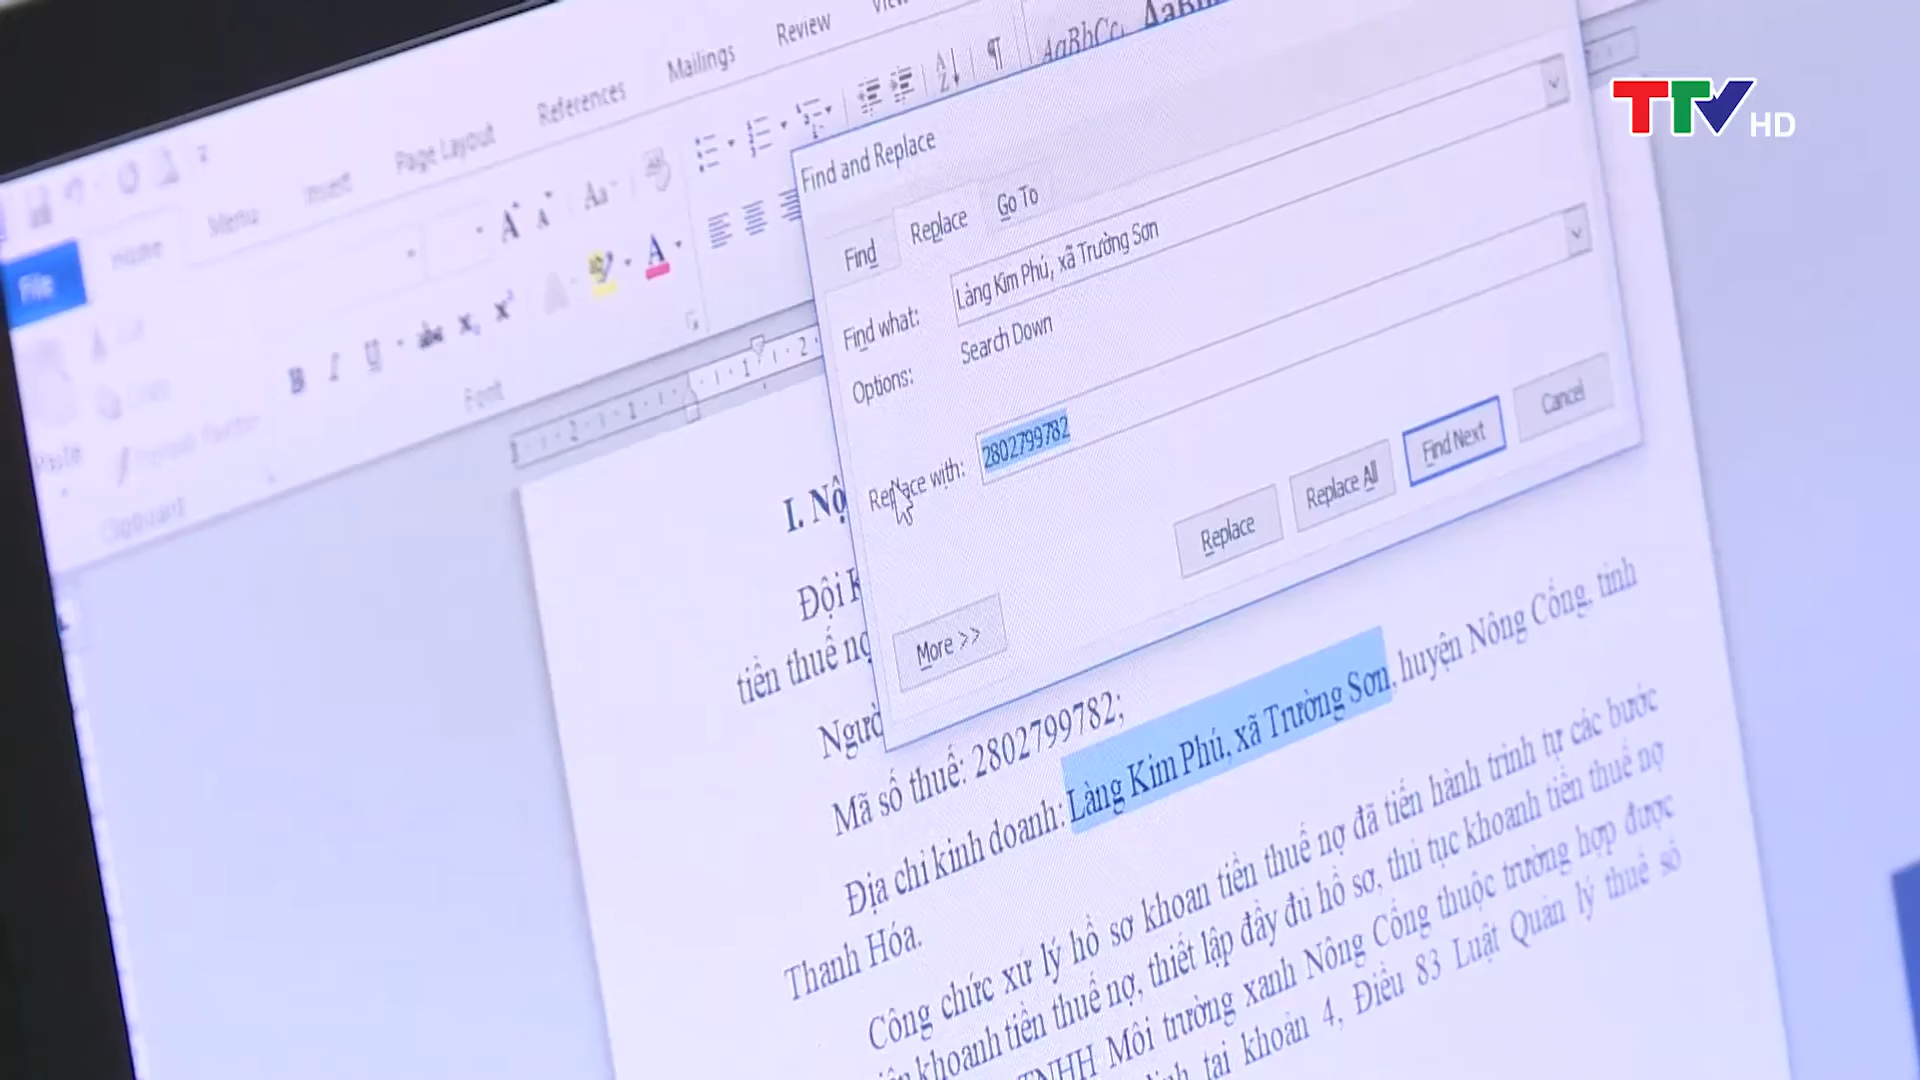 TTV HD
References Mailings Review
Page Layout
Insert
Menu
Home
File
Font
Clipboard
Paste
AaBbCc
Find and Replace
Find Replace Go To
Find what: Làng Kim Phú, xã Trường Sơn
Options: Search Down
Replace with: 2802799782
More >> Replace Replace All Find Next Cancel
I. Nộ
Đội K
tiền thuế nợ
Ngườ
Mã số thuế: 2802799782;
Địa chỉ kinh doanh: Làng Kim Phú, xã Trường Sơn, huyện Nông Cống, tỉnh
Thanh Hóa.
Công chức xử lý hồ sơ khoan tiền thuế nợ đã tiến hành trình tự các bước
khoanh tiền thuế nợ, thiết lập đầy đủ hồ sơ, thủ tục khoanh tiền thuế nợ
TNHH Môi trường xanh Nông Cống thuộc trường hợp được
tại khoản 4, Điều 83 Luật Quản lý thuế số